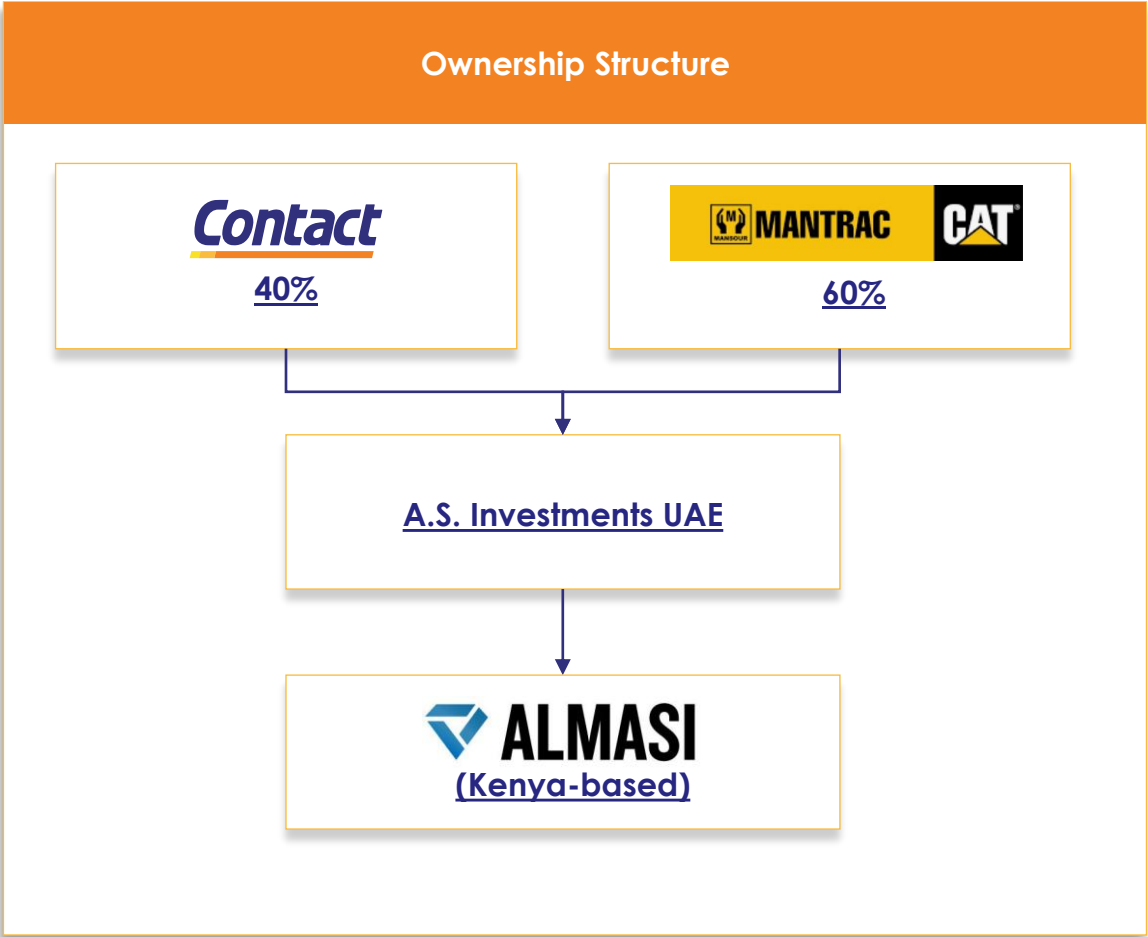 Ownership Structure
Contact
40%
M
MANSOUR
MANTRAC
CAT®
60%
A.S. Investments UAE
ALMASI
(Kenya-based)